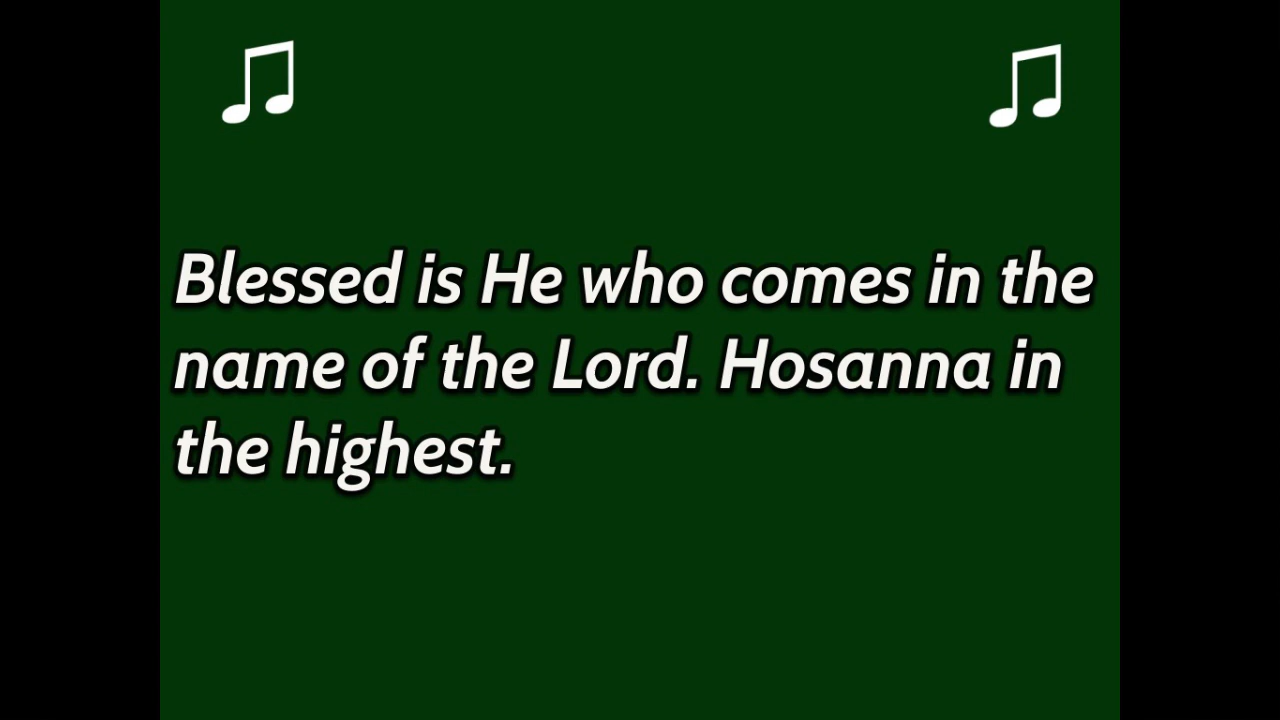 Blessed is He who comes in the
name of the Lord. Hosanna in
the highest.